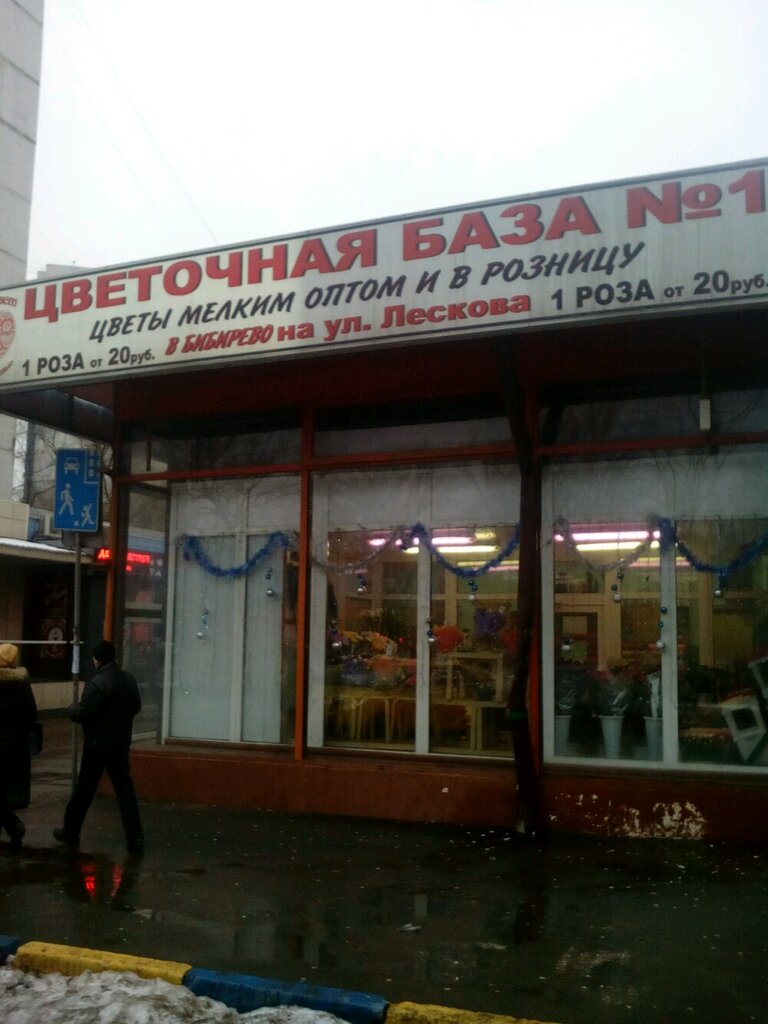 ЦВЕТОЧНАЯ БАЗА №1
ЦВЕТЫ МЕЛКИМ ОПТОМ И В РОЗНИЦУ
1 РОЗА от 20руб. В БИБИРЕВО на ул. Лескова 1 РОЗА от 20руб.